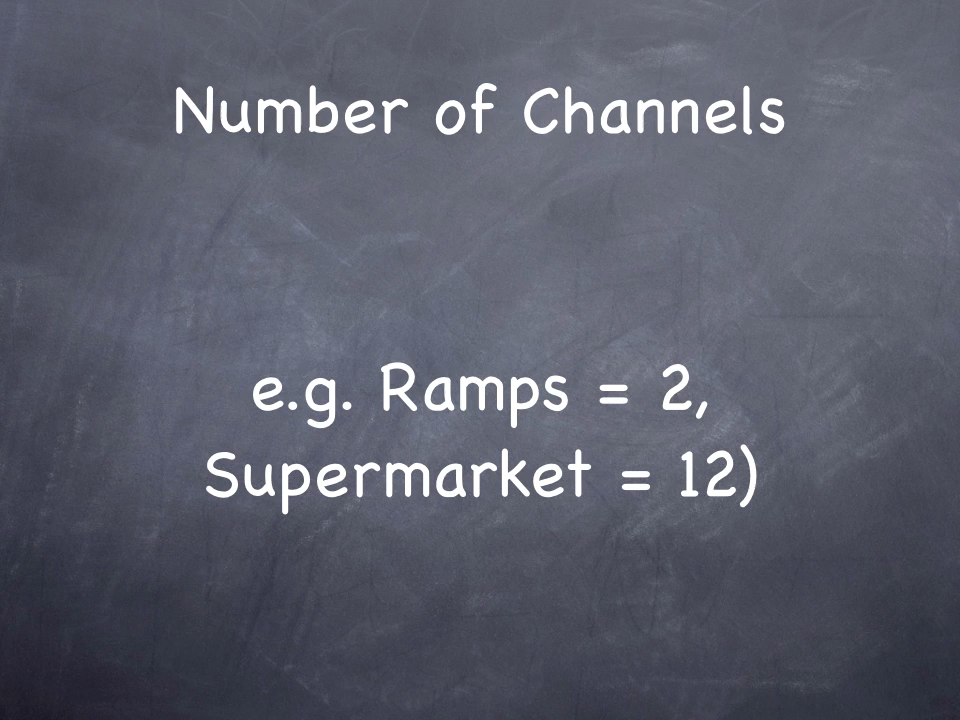 Number of Channels
e.g. Ramps = 2,
Supermarket = 12)